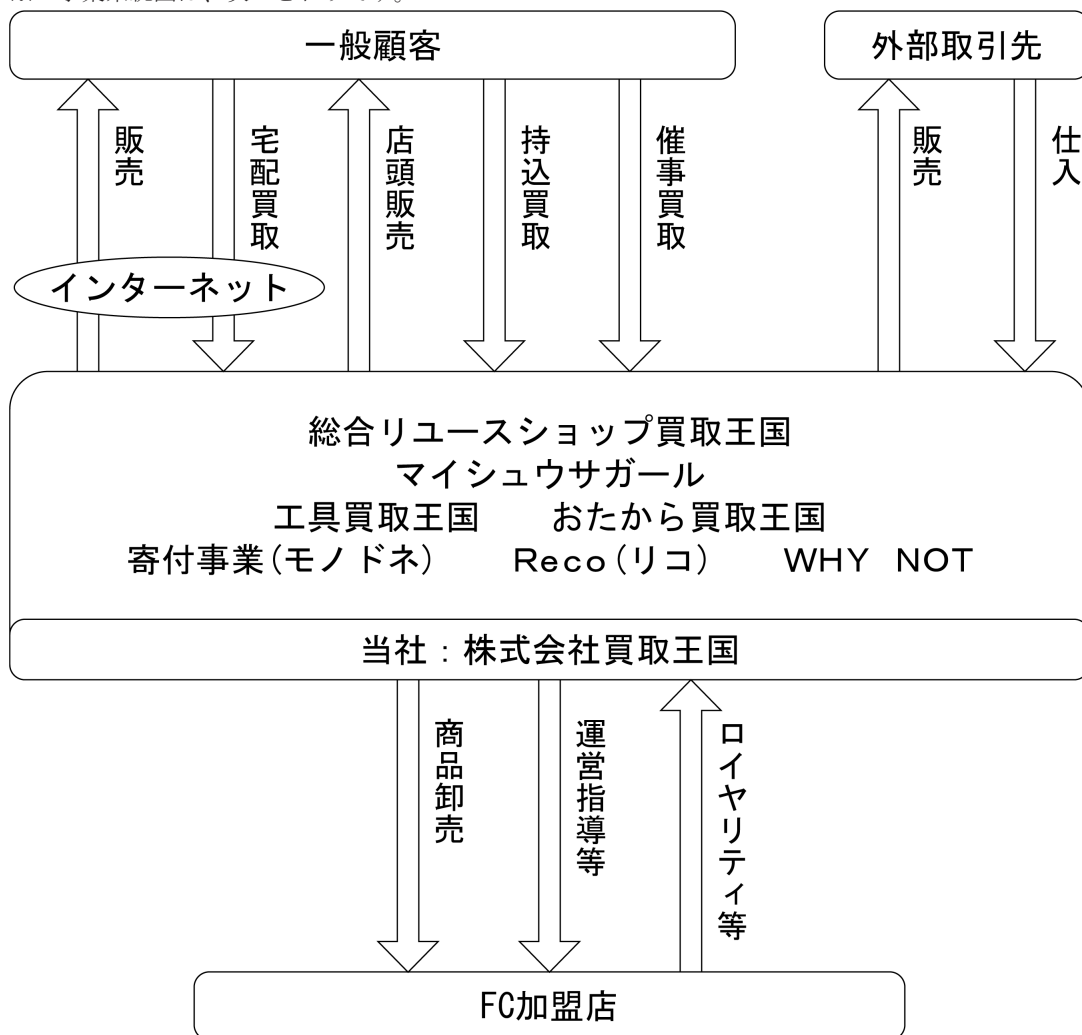 一般顧客
外部取引先
販売
宅配買取
店頭販売
持込買取
催事買取
販売
仕入
インターネット
総合リユースショップ買取王国
マイシュウサガール
工具買取王国 おたから買取王国
寄付事業(モノドネ) Reco(リコ) WHY NOT
当社：株式会社買取王国
商品卸売
運営指導等
ロイヤリティ等
FC加盟店